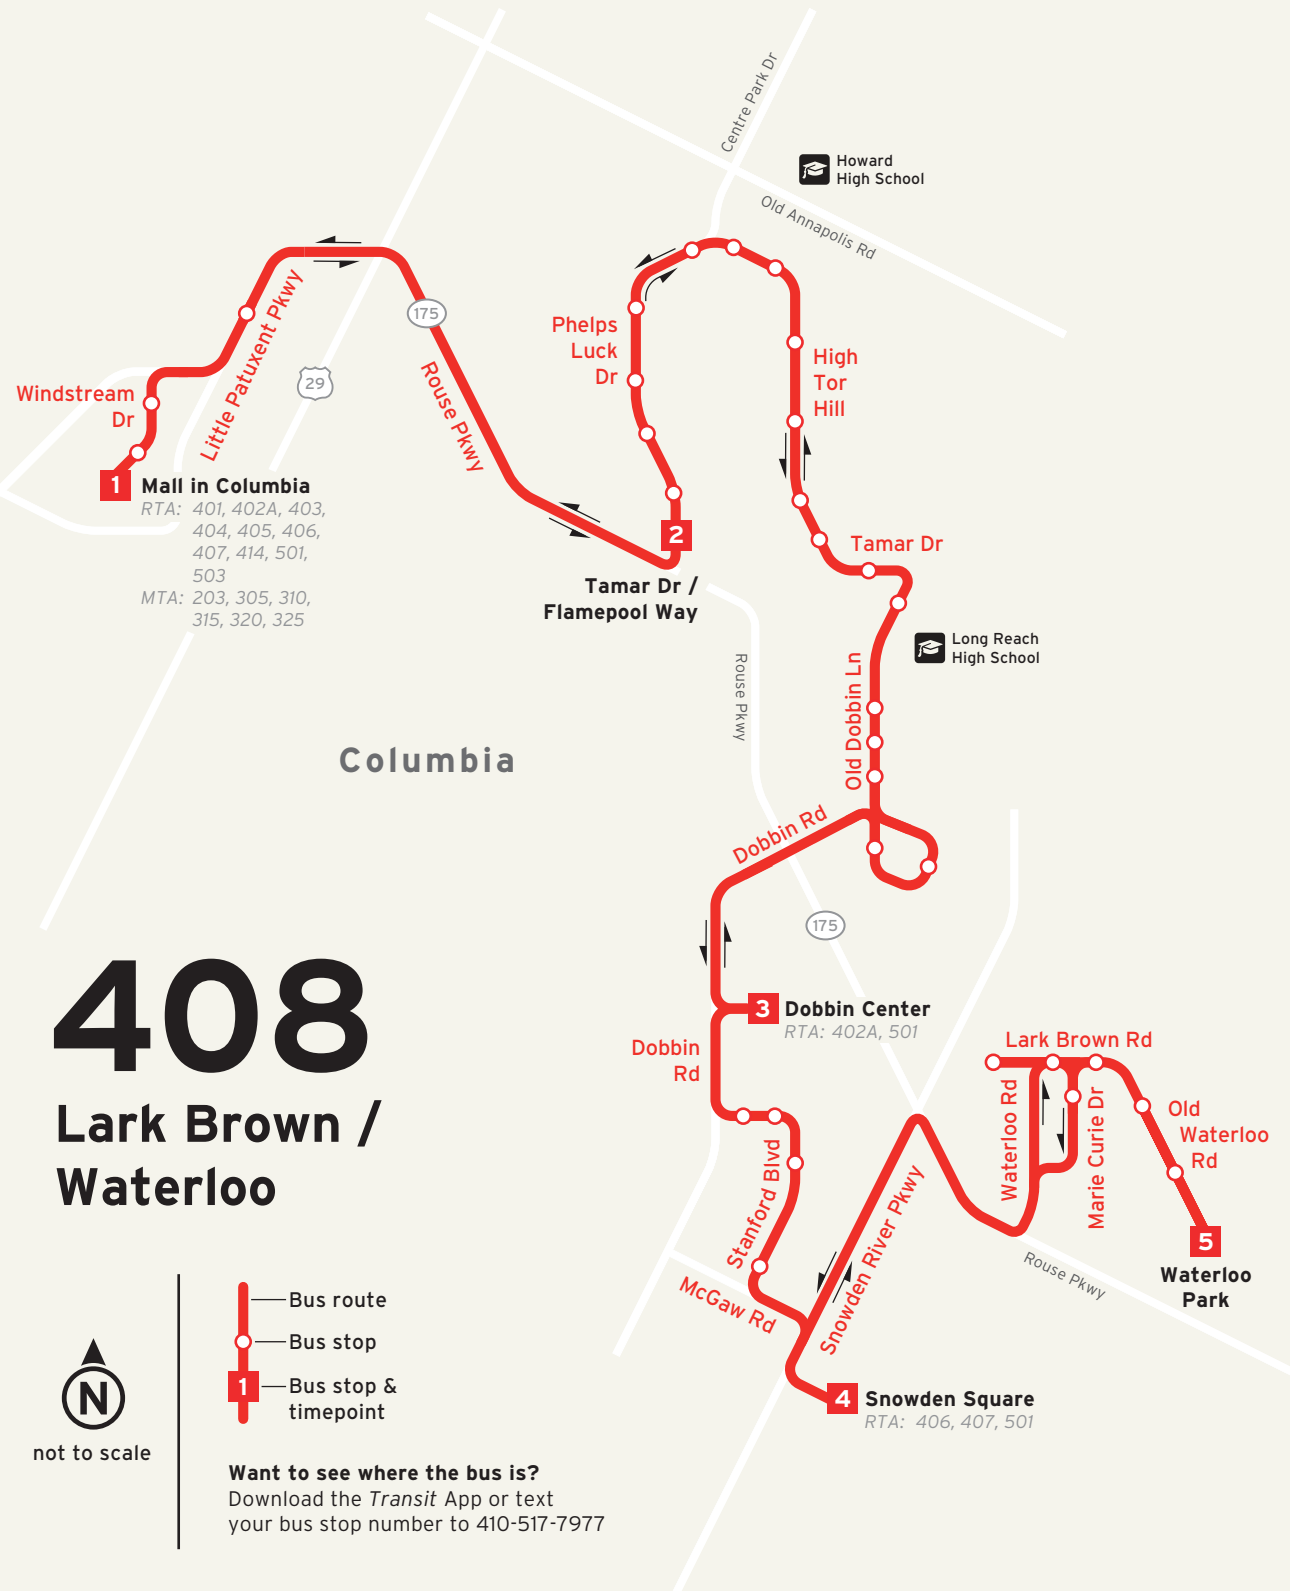 Centre Park Dr
Howard
High School
Old Annapolis Rd
175
Little Patuxent Pkwy
29
Rouse Pkwy
Windstream
Dr
1
Mall in Columbia
RTA: 401, 402A, 403,
404, 405, 406,
407, 414, 501,
503
MTA: 203, 305, 310,
315, 320, 325
Phelps
Luck
Dr
High
Tor
Hill
2
Tamar Dr /
Flamepool Way
Tamar Dr
Long Reach
High School
Rouse Pkwy
Old Dobbin Ln
Columbia
Dobbin Rd
175
3
Dobbin Center
RTA: 402A, 501
Dobbin
Rd
Lark Brown Rd
Waterloo Rd
Marie Curie Dr
Old
Waterloo
Rd
5
Waterloo
Park
Rouse Pkwy
Stanford Blvd
McGaw Rd
Snowden River Pkwy
4
Snowden Square
RTA: 406, 407, 501
408
Lark Brown /
Waterloo
N
not to scale
Bus route
Bus stop
1
Bus stop &
timepoint
Want to see where the bus is?
Download the Transit App or text
your bus stop number to 410-517-7977